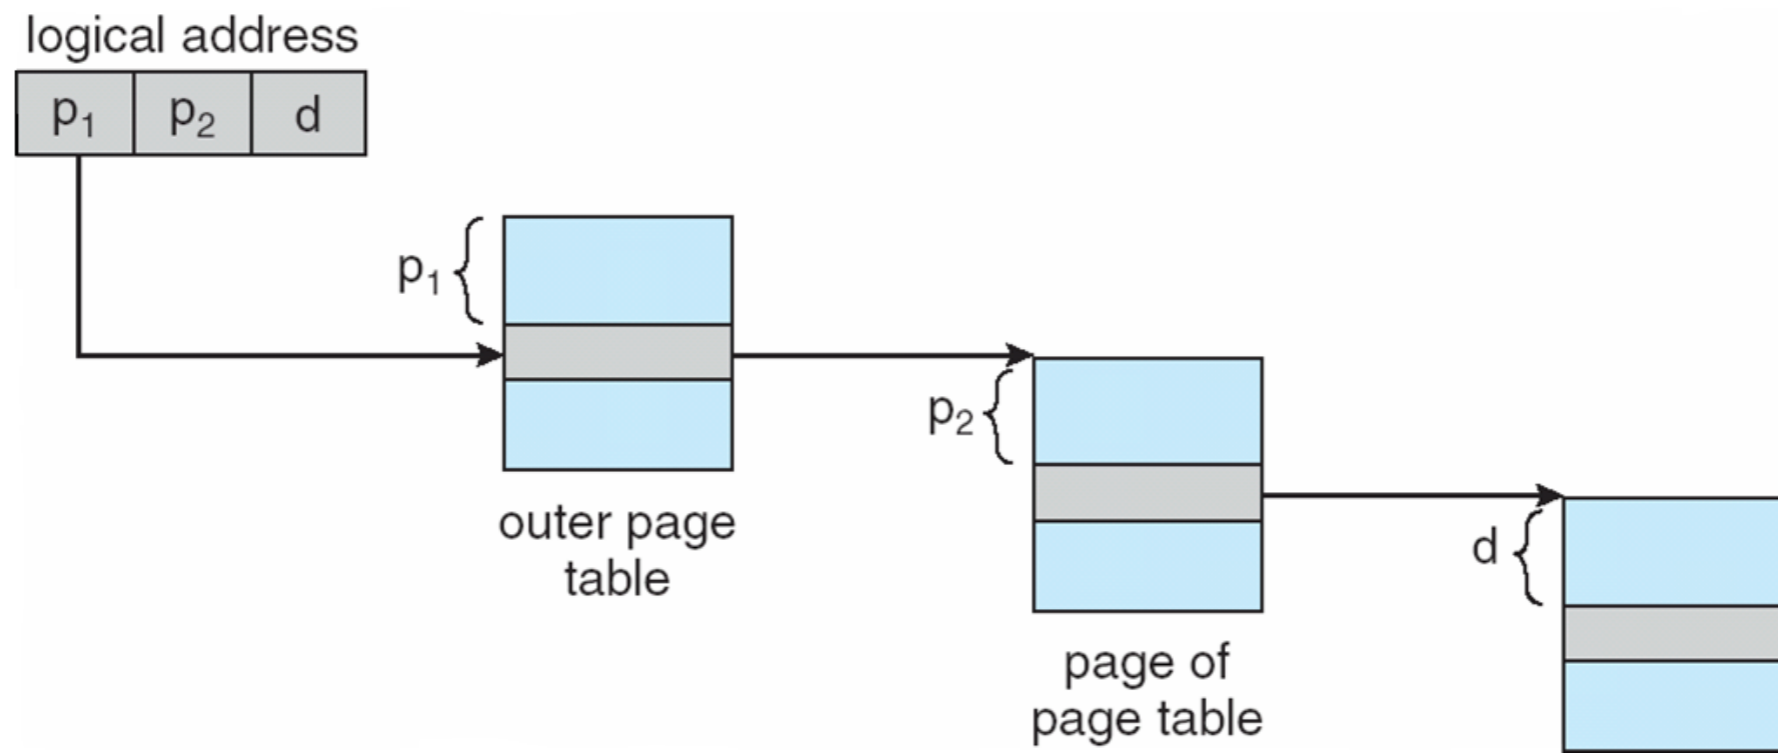 logical address
p₁ p₂ d
p₁
outer page
table
p₂
page of
page table
d